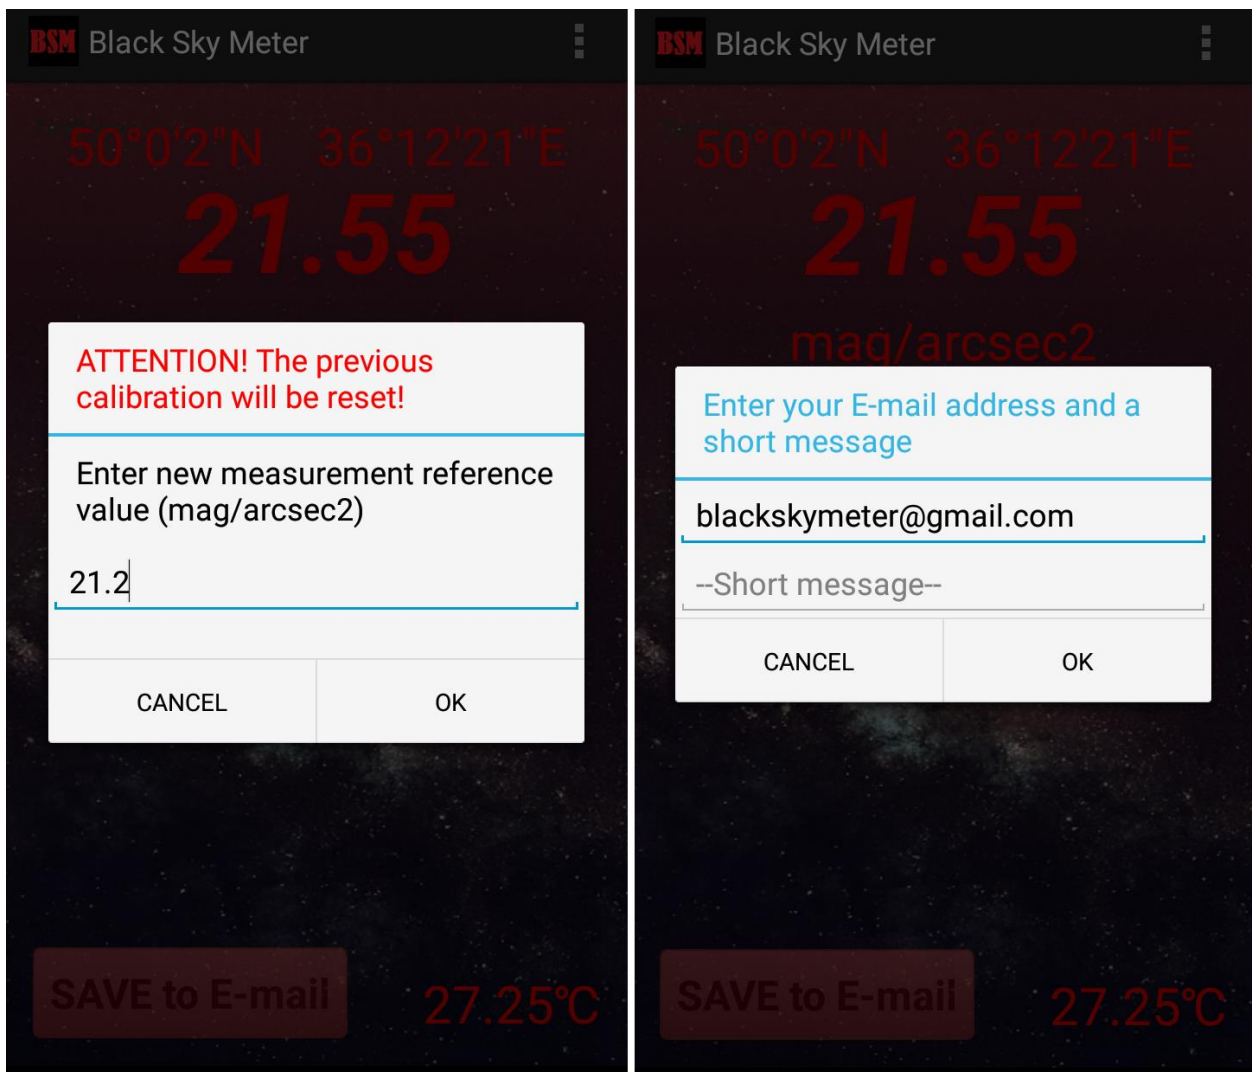 BSM Black Sky Meter
50°0'2"N 36°12'21"E
21.55
ATTENTION! The previous
calibration will be reset!
Enter new measurement reference
value (mag/arcsec2)
21.2
CANCEL OK
SAVE to E-mail 27.25°C
BSM Black Sky Meter
50°0'2"N 36°12'21"E
21.55
mag/arcsec2
Enter your E-mail address and a
short message
blackskymeter@gmail.com
--Short message--
CANCEL OK
SAVE to E-mail 27.25°C